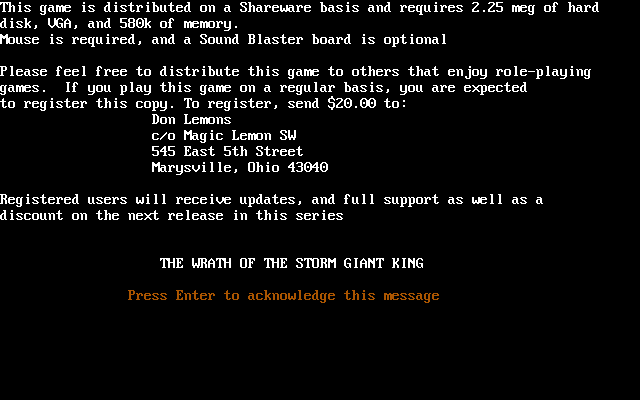 This game is distributed on a Shareware basis and requires 2.25 meg of hard
disk, VGA, and 580k of memory.
Mouse is required, and a Sound Blaster board is optional
Please feel free to distribute this game to others that enjoy role-playing
games.  If you play this game on a regular basis, you are expected
to register this copy. To register, send $20.00 to:
Don Lemons
c/o Magic Lemon SW
545 East 5th Street
Marysville, Ohio 43040
Registered users will receive updates, and full support as well as a
discount on the next release in this series
THE WRATH OF THE STORM GIANT KING
Press Enter to acknowledge this message